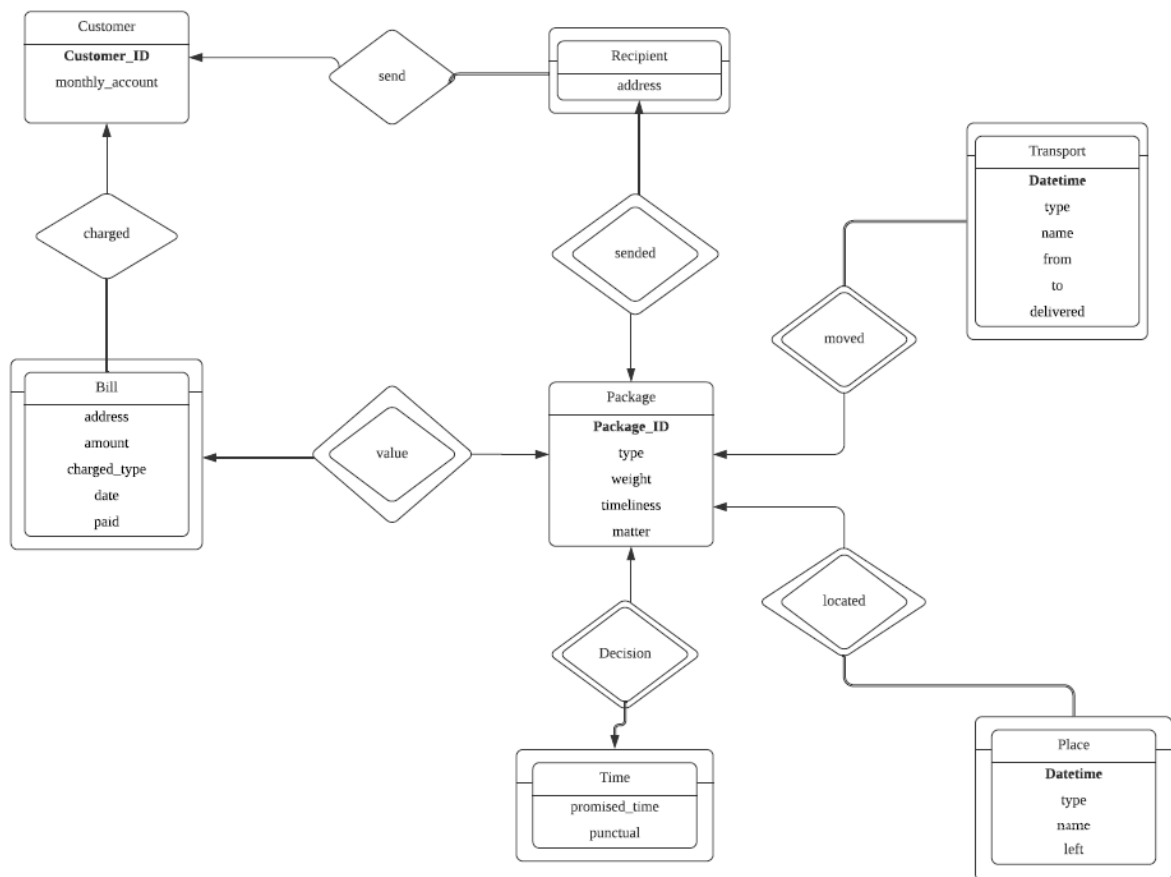 Customer
Customer_ID
monthly_account
send
Recipient
address
Transport
Datetime
type
name
from
to
delivered
charged
sended
moved
Bill
address
amount
charged_type
date
paid
value
Package
Package_ID
type
weight
timeliness
matter
located
Decision
Time
promised_time
punctual
Place
Datetime
type
name
left